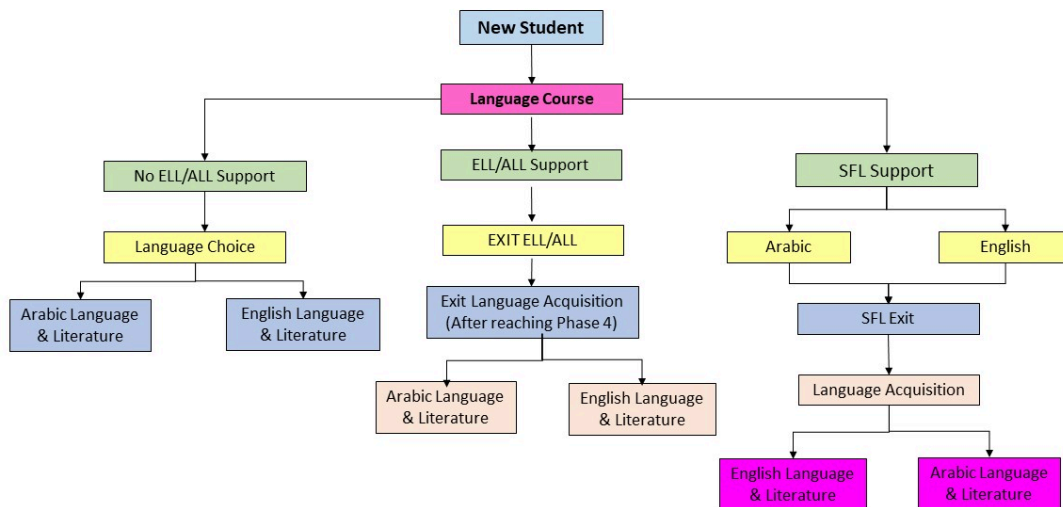 New Student
Language Course
No ELL/ALL Support
ELL/ALL Support
SFL Support
Language Choice
EXIT ELL/ALL
Arabic
English
Arabic Language
& Literature
English Language
& Literature
Exit Language Acquisition
(After reaching Phase 4)
SFL Exit
Arabic Language
& Literature
English Language
& Literature
Language Acquisition
English Language
& Literature
Arabic Language
& Literature